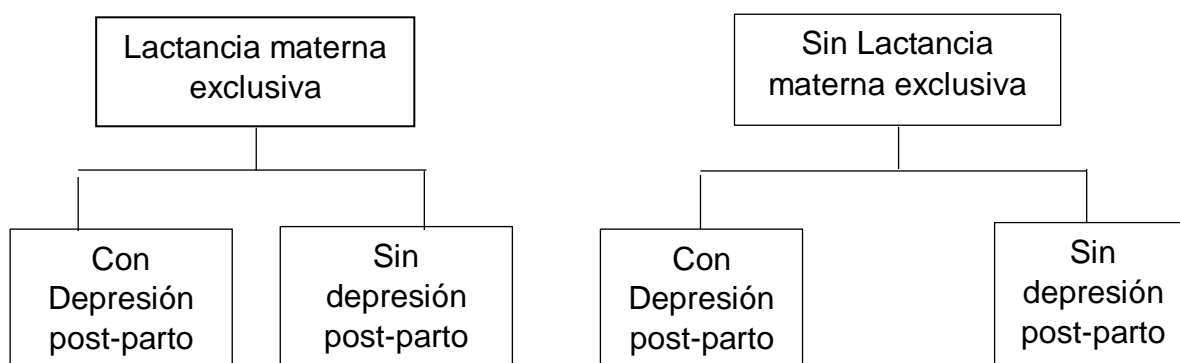 Lactancia materna
exclusiva
Sin Lactancia
materna exclusiva
Con
Depresión
post-parto
Sin
depresión
post-parto
Con
Depresión
post-parto
Sin
depresión
post-parto